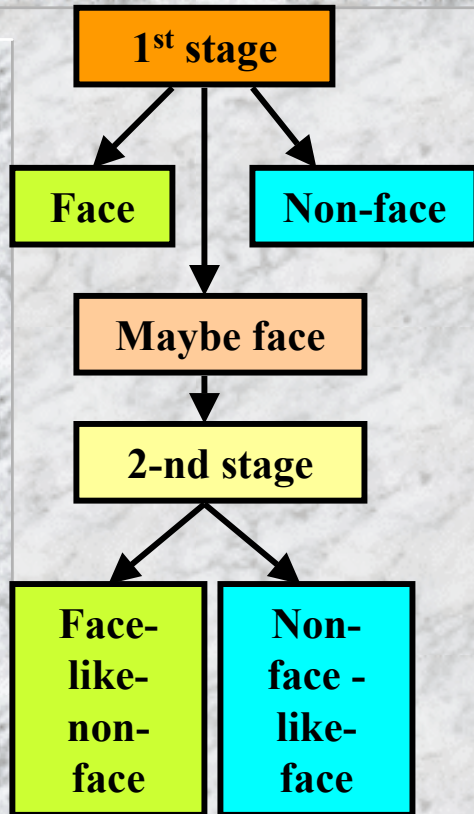 1st stage
Face
Non-face
Maybe face
2-nd stage
Face-
like-
non-
face
Non-
face -
like-
face